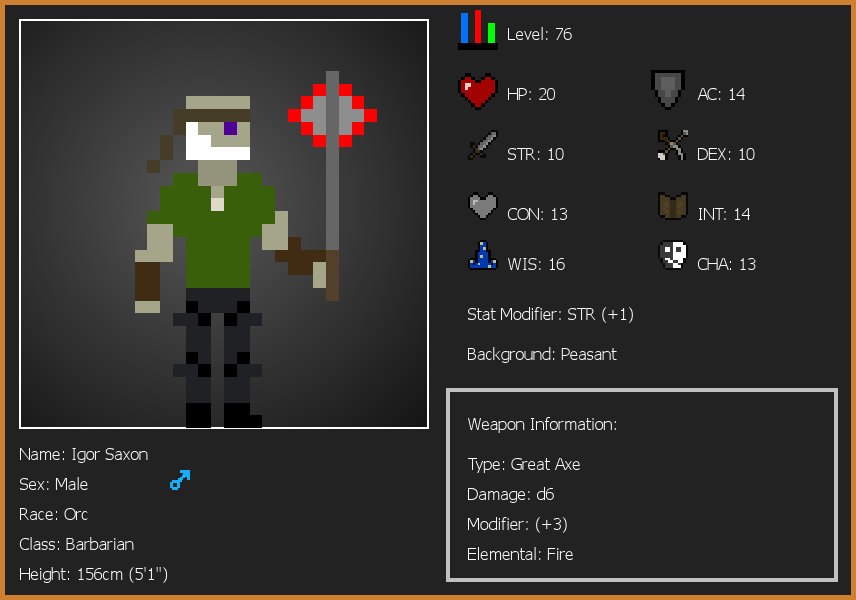 Level: 76
HP: 20
AC: 14
STR: 10
DEX: 10
CON: 13
INT: 14
WIS: 16
CHA: 13
Stat Modifier: STR (+1)
Background: Peasant
Weapon Information:
Type: Great Axe
Damage: d6
Modifier: (+3)
Elemental: Fire
Name: Igor Saxon
Sex: Male
Race: Orc
Class: Barbarian
Height: 156cm (5'1")